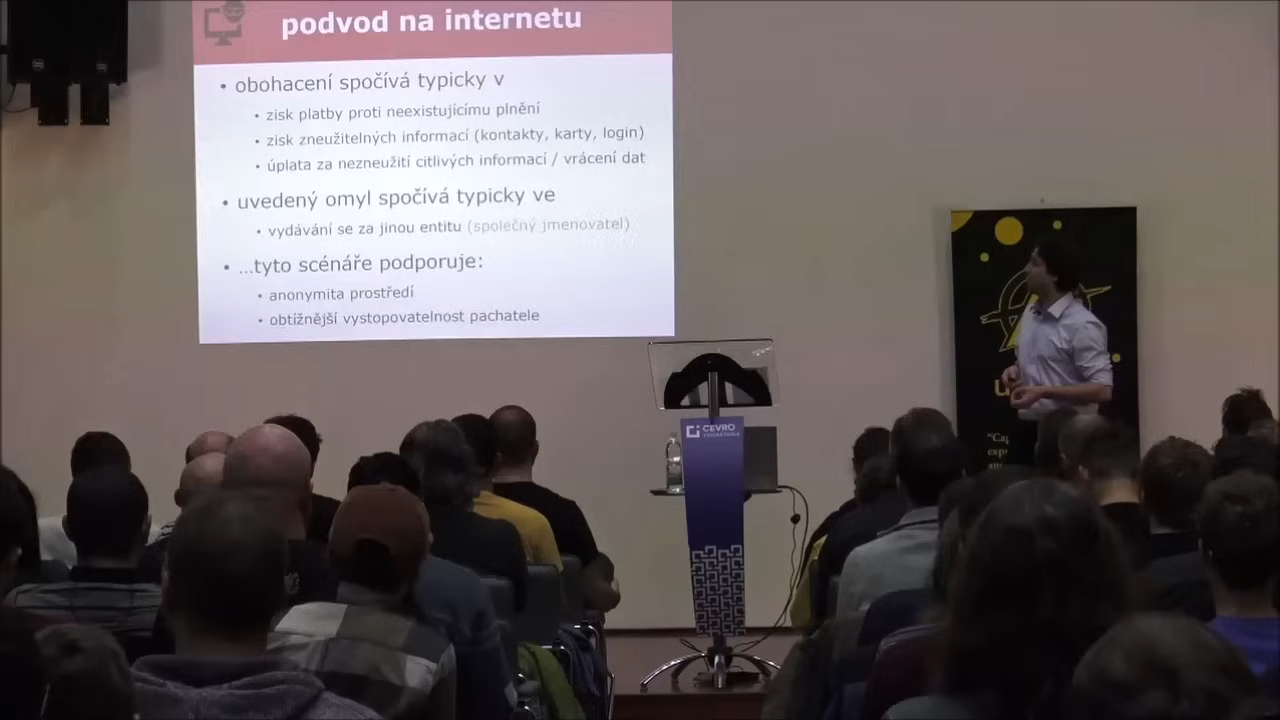 podvod na internetu
• obohacení spočívá typicky v
• zisk platby proti neexistujícímu plnění
• zisk zneužitelných informací (kontakty, karty, login)
• úplata za nezneužití citlivých informací / vrácení dat
• uvedený omyl spočívá typicky ve
• vydávání se za jinou entitu (společný jmenovatel)
• ...tyto scénáře podporuje:
• anonymita prostředí
• obtížnější vystopovatelnost pachatele
CEVRO